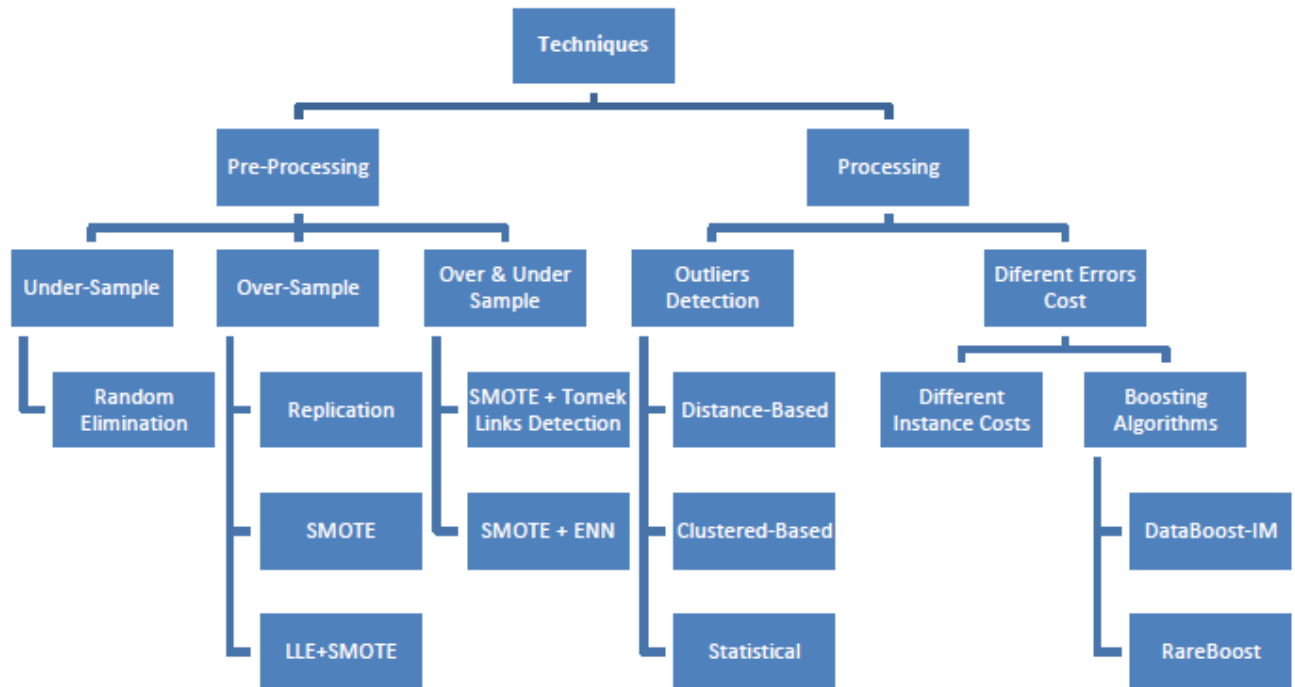 Techniques
Pre-Processing
Processing
Under-Sample
Over-Sample
Over & Under
Sample
Outliers
Detection
Diferent Errors
Cost
Random
Elimination
Replication
SMOTE + Tomek
Links Detection
Distance-Based
Different
Instance Costs
Boosting
Algorithms
SMOTE
SMOTE + ENN
Clustered-Based
DataBoost-IM
LLE+SMOTE
Statistical
RareBoost